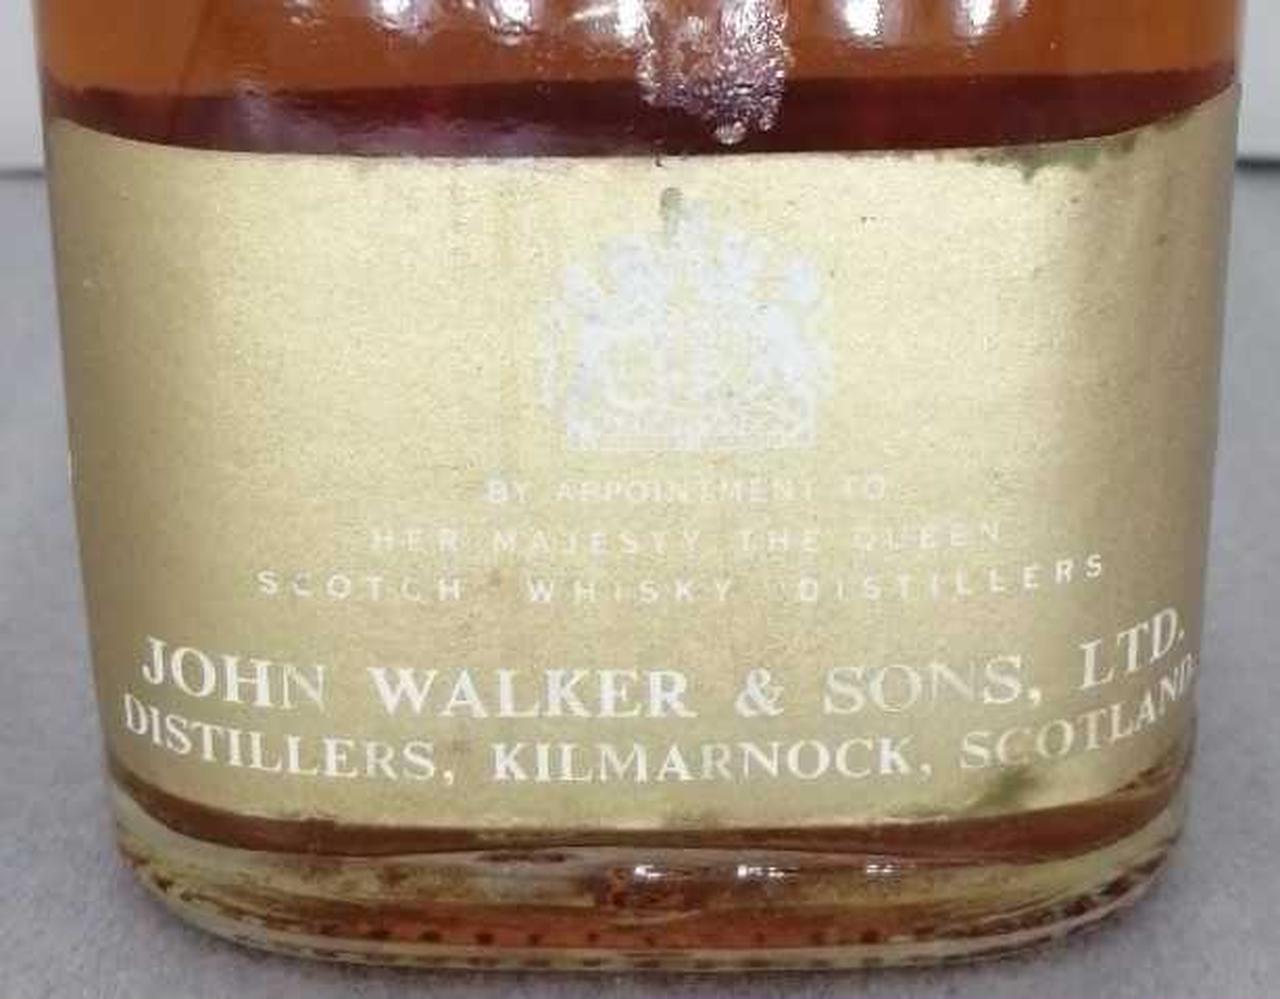 BY APPOINTMENT TO
HER MAJESTY THE QUEEN
SCOTCH WHISKY DISTILLERS
JOHN WALKER & SONS, LTD.
DISTILLERS, KILMARNOCK, SCOTLAND.